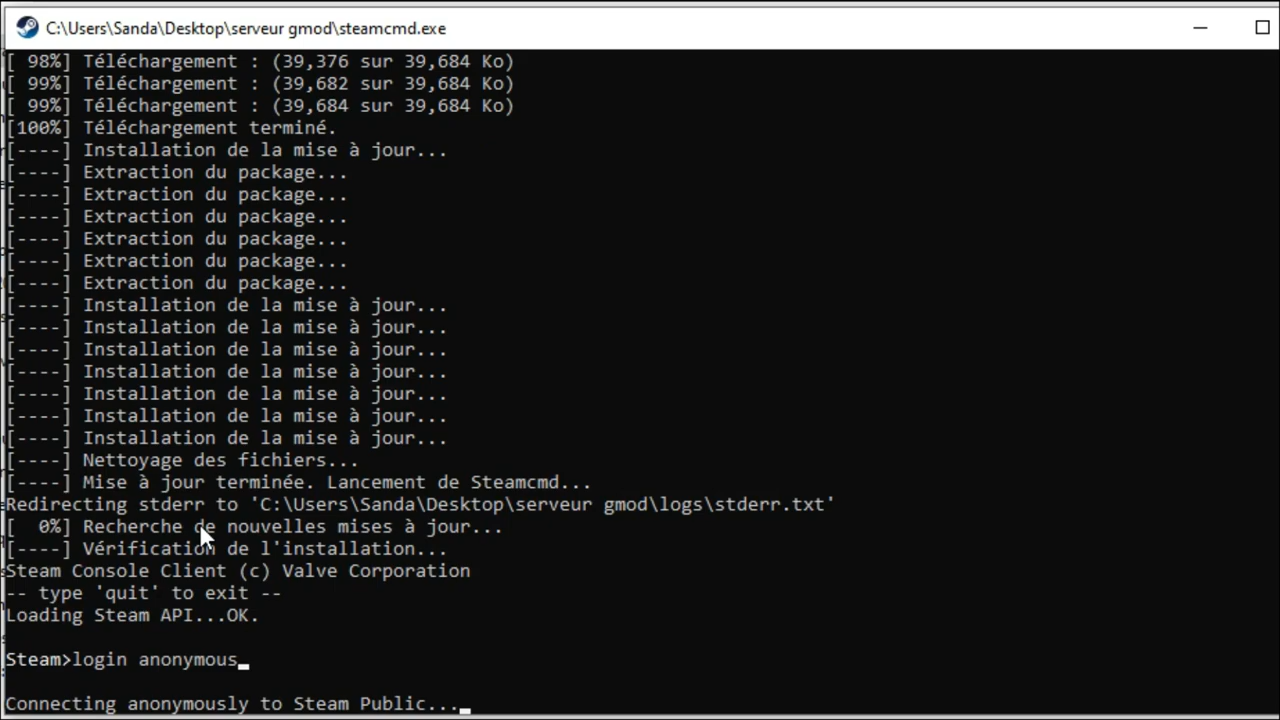 C:\Users\Sanda\Desktop\serveur gmod\steamcmd.exe
[ 98%] Téléchargement : (39,376 sur 39,684 Ko)
[ 99%] Téléchargement : (39,682 sur 39,684 Ko)
[ 99%] Téléchargement : (39,684 sur 39,684 Ko)
[100%] Téléchargement terminé.
[----] Installation de la mise à jour...
[----] Extraction du package...
[----] Extraction du package...
[----] Extraction du package...
[----] Extraction du package...
[----] Extraction du package...
[----] Extraction du package...
[----] Installation de la mise à jour...
[----] Installation de la mise à jour...
[----] Installation de la mise à jour...
[----] Installation de la mise à jour...
[----] Installation de la mise à jour...
[----] Installation de la mise à jour...
[----] Installation de la mise à jour...
[----] Nettoyage des fichiers...
[----] Mise à jour terminée. Lancement de Steamcmd...
Redirecting stderr to 'C:\Users\Sanda\Desktop\serveur gmod\logs\stderr.txt'
[  0%] Recherche de nouvelles mises à jour...
[----] Vérification de l'installation...
Steam Console Client (c) Valve Corporation
-- type 'quit' to exit --
Loading Steam API...OK.
Steam>login anonymous
Connecting anonymously to Steam Public...